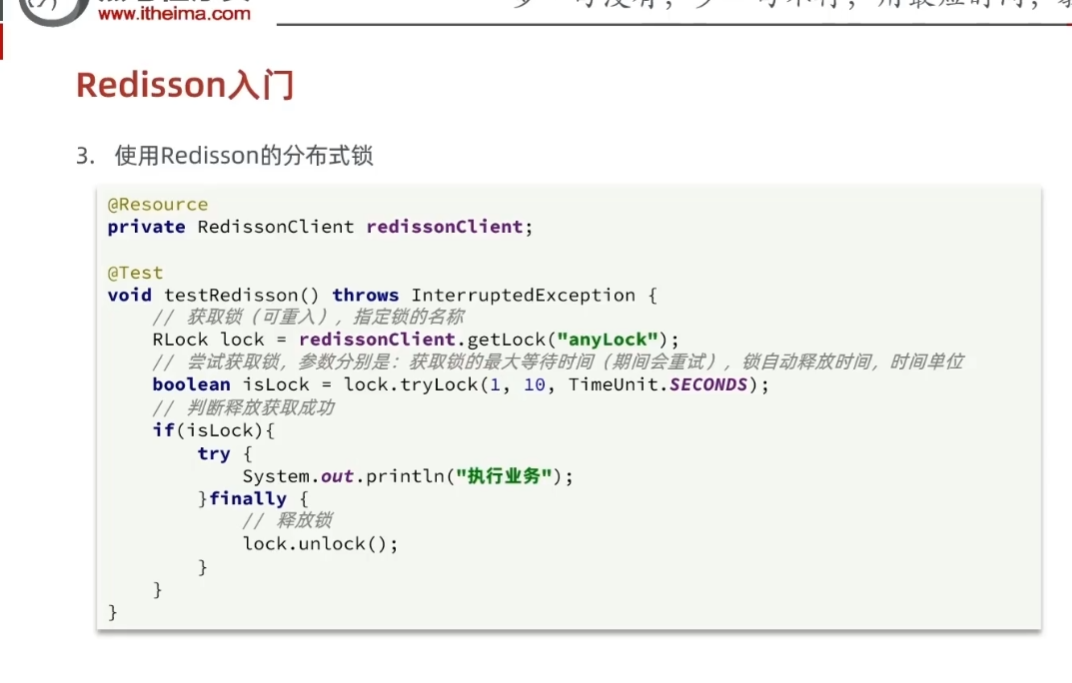 www.itheima.com
Redisson入门
3. 使用Redisson的分布式锁
@Resource
private RedissonClient redissonClient;
@Test
void testRedisson() throws InterruptedException {
// 获取锁（可重入），指定锁的名称
RLock lock = redissonClient.getLock("anyLock");
// 尝试获取锁，参数分别是：获取锁的最大等待时间（期间会重试），锁自动释放时间，时间单位
boolean isLock = lock.tryLock(1, 10, TimeUnit.SECONDS);
// 判断释放获取成功
if(isLock){
try {
System.out.println("执行业务");
}finally {
// 释放锁
lock.unlock();
}
}
}